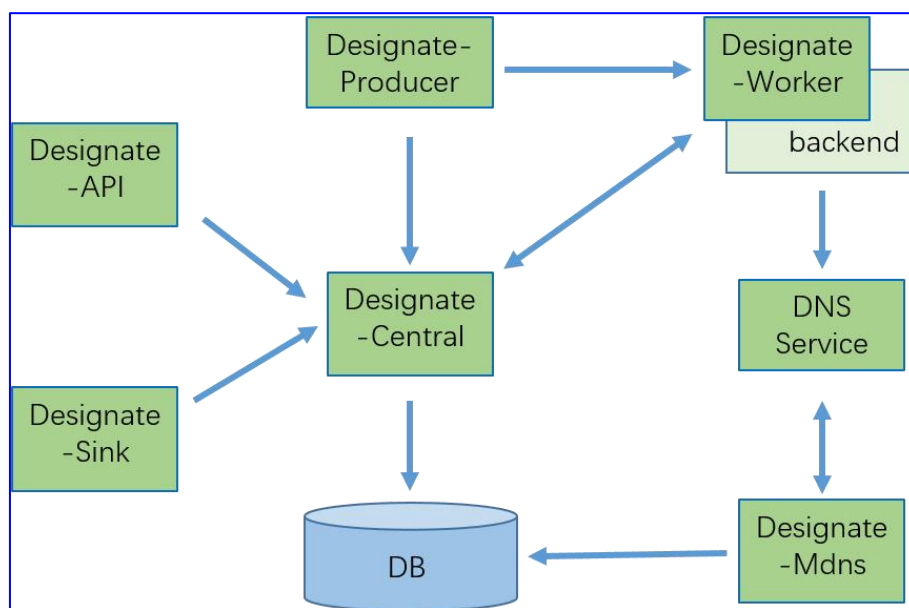 Designate-
Producer
Designate
-Worker
backend
Designate
-API
Designate
-Central
DNS
Service
Designate
-Sink
DB
Designate
-Mdns